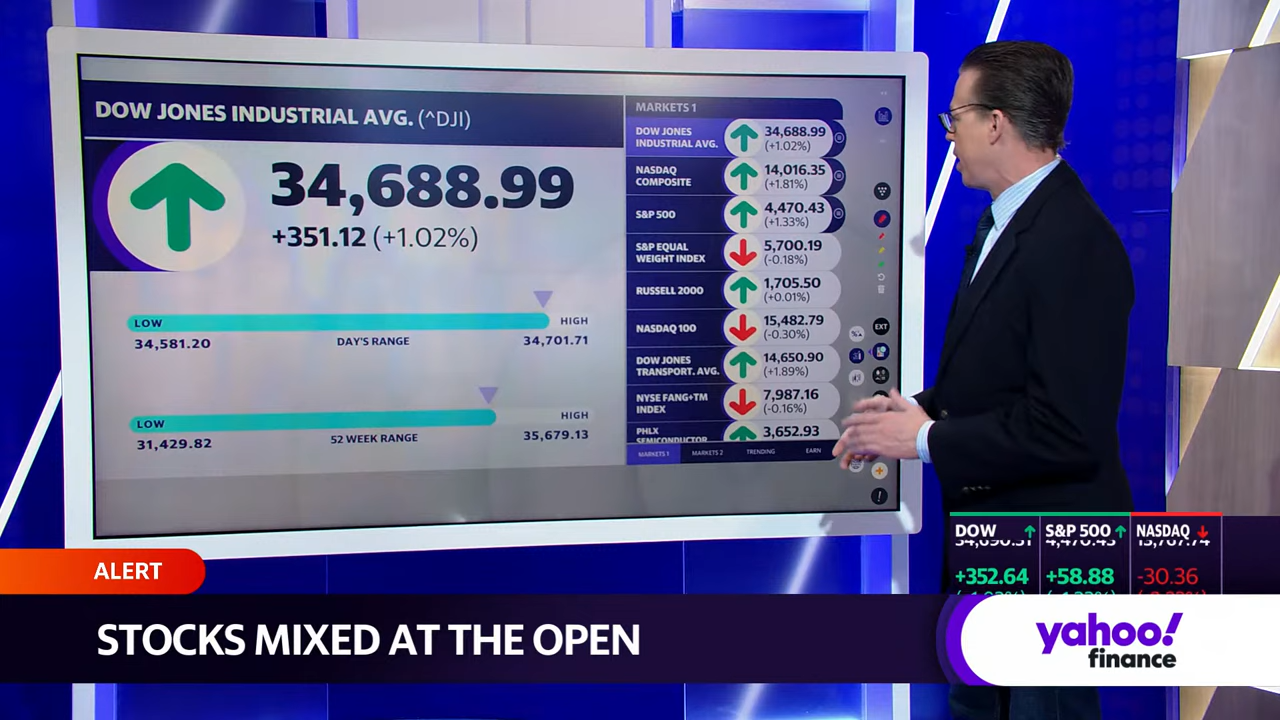 DOW JONES INDUSTRIAL AVG. (^DJI)
34,688.99
+351.12 (+1.02%)
LOW
HIGH
34,581.20
DAY'S RANGE
34,701.71
LOW
HIGH
31,429.82
52 WEEK RANGE
35,679.13
MARKETS 1
DOW JONES
INDUSTRIAL AVG.
34,688.99
(+1.02%)
NASDAQ
COMPOSITE
14,016.35
(+1.81%)
S&P 500
4,470.43
(+1.33%)
S&P EQUAL
WEIGHT INDEX
5,700.19
(-0.18%)
RUSSELL 2000
1,705.50
(+0.01%)
NASDAQ 100
15,482.79
(-0.30%)
DOW JONES
TRANSPORT. AVG.
14,650.90
(+1.89%)
NYSE FANG+TM
INDEX
7,987.16
(-0.16%)
PHLX
SEMICONDUCTOR
3,652.93
MARKETS 1 MARKETS 2 TRENDING EARN
EXT
ALERT
STOCKS MIXED AT THE OPEN
DOW
+352.64
S&P 500
+58.88
NASDAQ
-30.36
yahoo!
finance